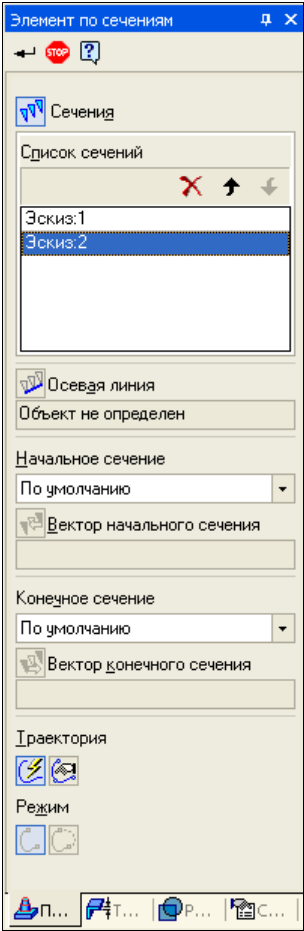 Элемент по сечениям
STOP
Сечения
Список сечений
Эскиз:1
Эскиз:2
Осевая линия
Объект не определен
Начальное сечение
По умолчанию
Вектор начального сечения
Конечное сечение
По умолчанию
Вектор конечного сечения
Траектория
Режим
П... Т... Р... С...